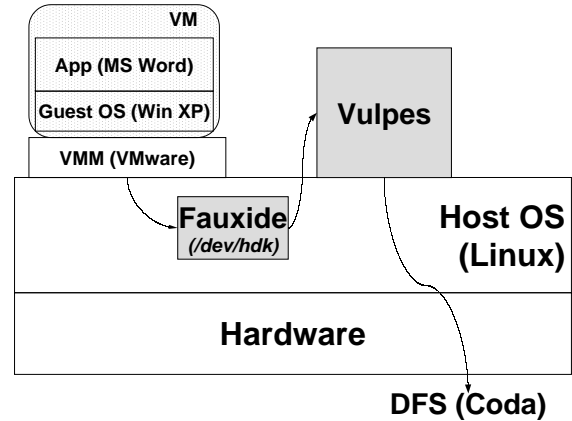 VM
App (MS Word)
Guest OS (Win XP)
VMM (VMware)
Vulpes
Fauxide
(/dev/hdk)
Host OS
(Linux)
Hardware
DFS (Coda)